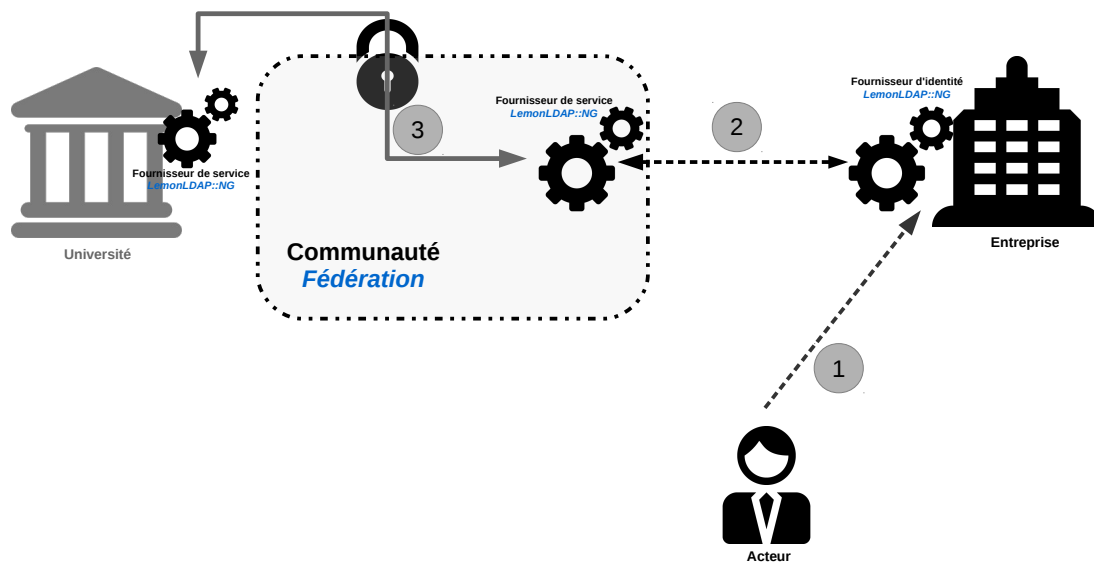 Fournisseur d'identité
LemonLDAP::NG
Fournisseur de service
LemonLDAP::NG
3
2
Fournisseur de service
LemonLDAP::NG
Université
Communauté
Fédération
Entreprise
1
Acteur